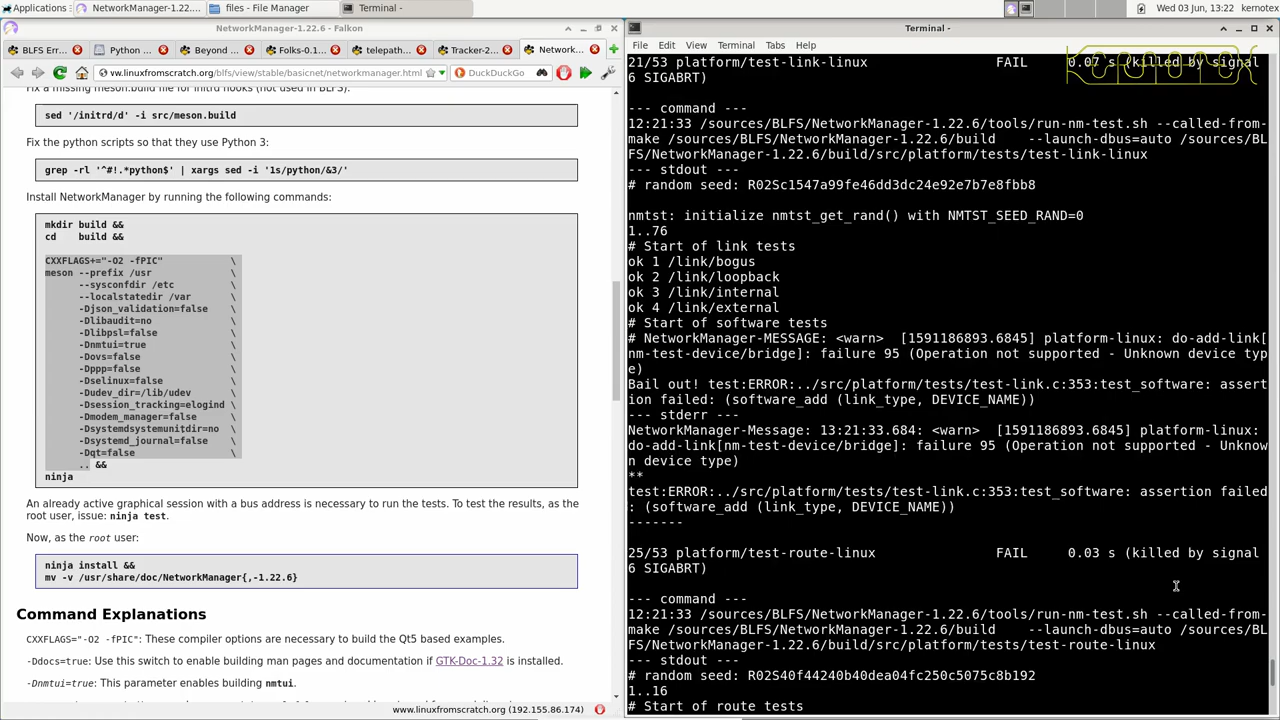 NetworkManager-1.22....
files - File Manager
Terminal -
Wed 03 Jun, 13:22 kernotex
NetworkManager-1.22.6 - Falkon
BLFS Err...
Python ...
Beyond ...
Folks-0.1...
telepath...
Tracker-2...
Network...
ww.linuxfromscratch.org/blfs/view/stable/basicnet/networkmanager.html
DuckDuckGo
Fix a missing meson.build file for initrd hooks (not used in BLFS):
sed '/initrd/d' -i src/meson.build
Fix the python scripts so that they use Python 3:
grep -rl '^#!.*python$' | xargs sed -i '1s/python/&3/'
Install NetworkManager by running the following commands:
mkdir build &&
cd    build &&
CXXFLAGS+="-O2 -fPIC"            \
meson --prefix /usr              \
      --sysconfdir /etc          \
      --localstatedir /var       \
      -Djson_validation=false    \
      -Dlibaudit=no              \
      -Dlibpsl=false             \
      -Dnmtui=true               \
      -Dovs=false                \
      -Dppp=false                \
      -Dselinux=false            \
      -Dudev_dir=/lib/udev       \
      -Dsession_tracking=elogind \
      -Dmodem_manager=false      \
      -Dsystemdsystemunitdir=no  \
      -Dsystemd_journal=false    \
      -Dqt=false                 \
      .. &&
ninja
An already active graphical session with a bus address is necessary to run the tests. To test the results, as the
root user, issue: ninja test.
Now, as the root user:
ninja install &&
mv -v /usr/share/doc/NetworkManager{,-1.22.6}
Command Explanations
CXXFLAGS="-O2 -fPIC": These compiler options are necessary to build the Qt5 based examples.
-Ddocs=true: Use this switch to enable building man pages and documentation if GTK-Doc-1.32 is installed.
-Dnmtui=true: This parameter enables building nmtui.
www.linuxfromscratch.org (192.155.86.174)
Terminal -
File Edit View Terminal Tabs Help
21/53 platform/test-link-linux                 FAIL     0.07 s (killed by signal
6 SIGABRT)
--- command ---
12:21:33 /sources/BLFS/NetworkManager-1.22.6/tools/run-nm-test.sh --called-from-
make /sources/BLFS/NetworkManager-1.22.6/build    --launch-dbus=auto /sources/BL
FS/NetworkManager-1.22.6/build/src/platform/tests/test-link-linux
--- stdout ---
# random seed: R02Sc1547a99fe46dd3dc24e92e7b7e8fbb8
nmtst: initialize nmtst_get_rand() with NMTST_SEED_RAND=0
1..76
# Start of link tests
ok 1 /link/bogus
ok 2 /link/loopback
ok 3 /link/internal
ok 4 /link/external
# Start of software tests
# NetworkManager-MESSAGE: <warn>  [1591186893.6845] platform-linux: do-add-link[
nm-test-device/bridge]: failure 95 (Operation not supported - Unknown device typ
e)
Bail out! test:ERROR:../src/platform/tests/test-link.c:353:test_software: assert
ion failed: (software_add (link_type, DEVICE_NAME))
--- stderr ---
NetworkManager-Message: 13:21:33.684: <warn>  [1591186893.6845] platform-linux:
do-add-link[nm-test-device/bridge]: failure 95 (Operation not supported - Unknow
n device type)
**
test:ERROR:../src/platform/tests/test-link.c:353:test_software: assertion failed
: (software_add (link_type, DEVICE_NAME))
-------
25/53 platform/test-route-linux                FAIL     0.03 s (killed by signal
6 SIGABRT)
--- command ---
12:21:33 /sources/BLFS/NetworkManager-1.22.6/tools/run-nm-test.sh --called-from-
make /sources/BLFS/NetworkManager-1.22.6/build    --launch-dbus=auto /sources/BL
FS/NetworkManager-1.22.6/build/src/platform/tests/test-route-linux
--- stdout ---
# random seed: R02S40f44240b40dea04fc250c5075c8b192
1..16
# Start of route tests